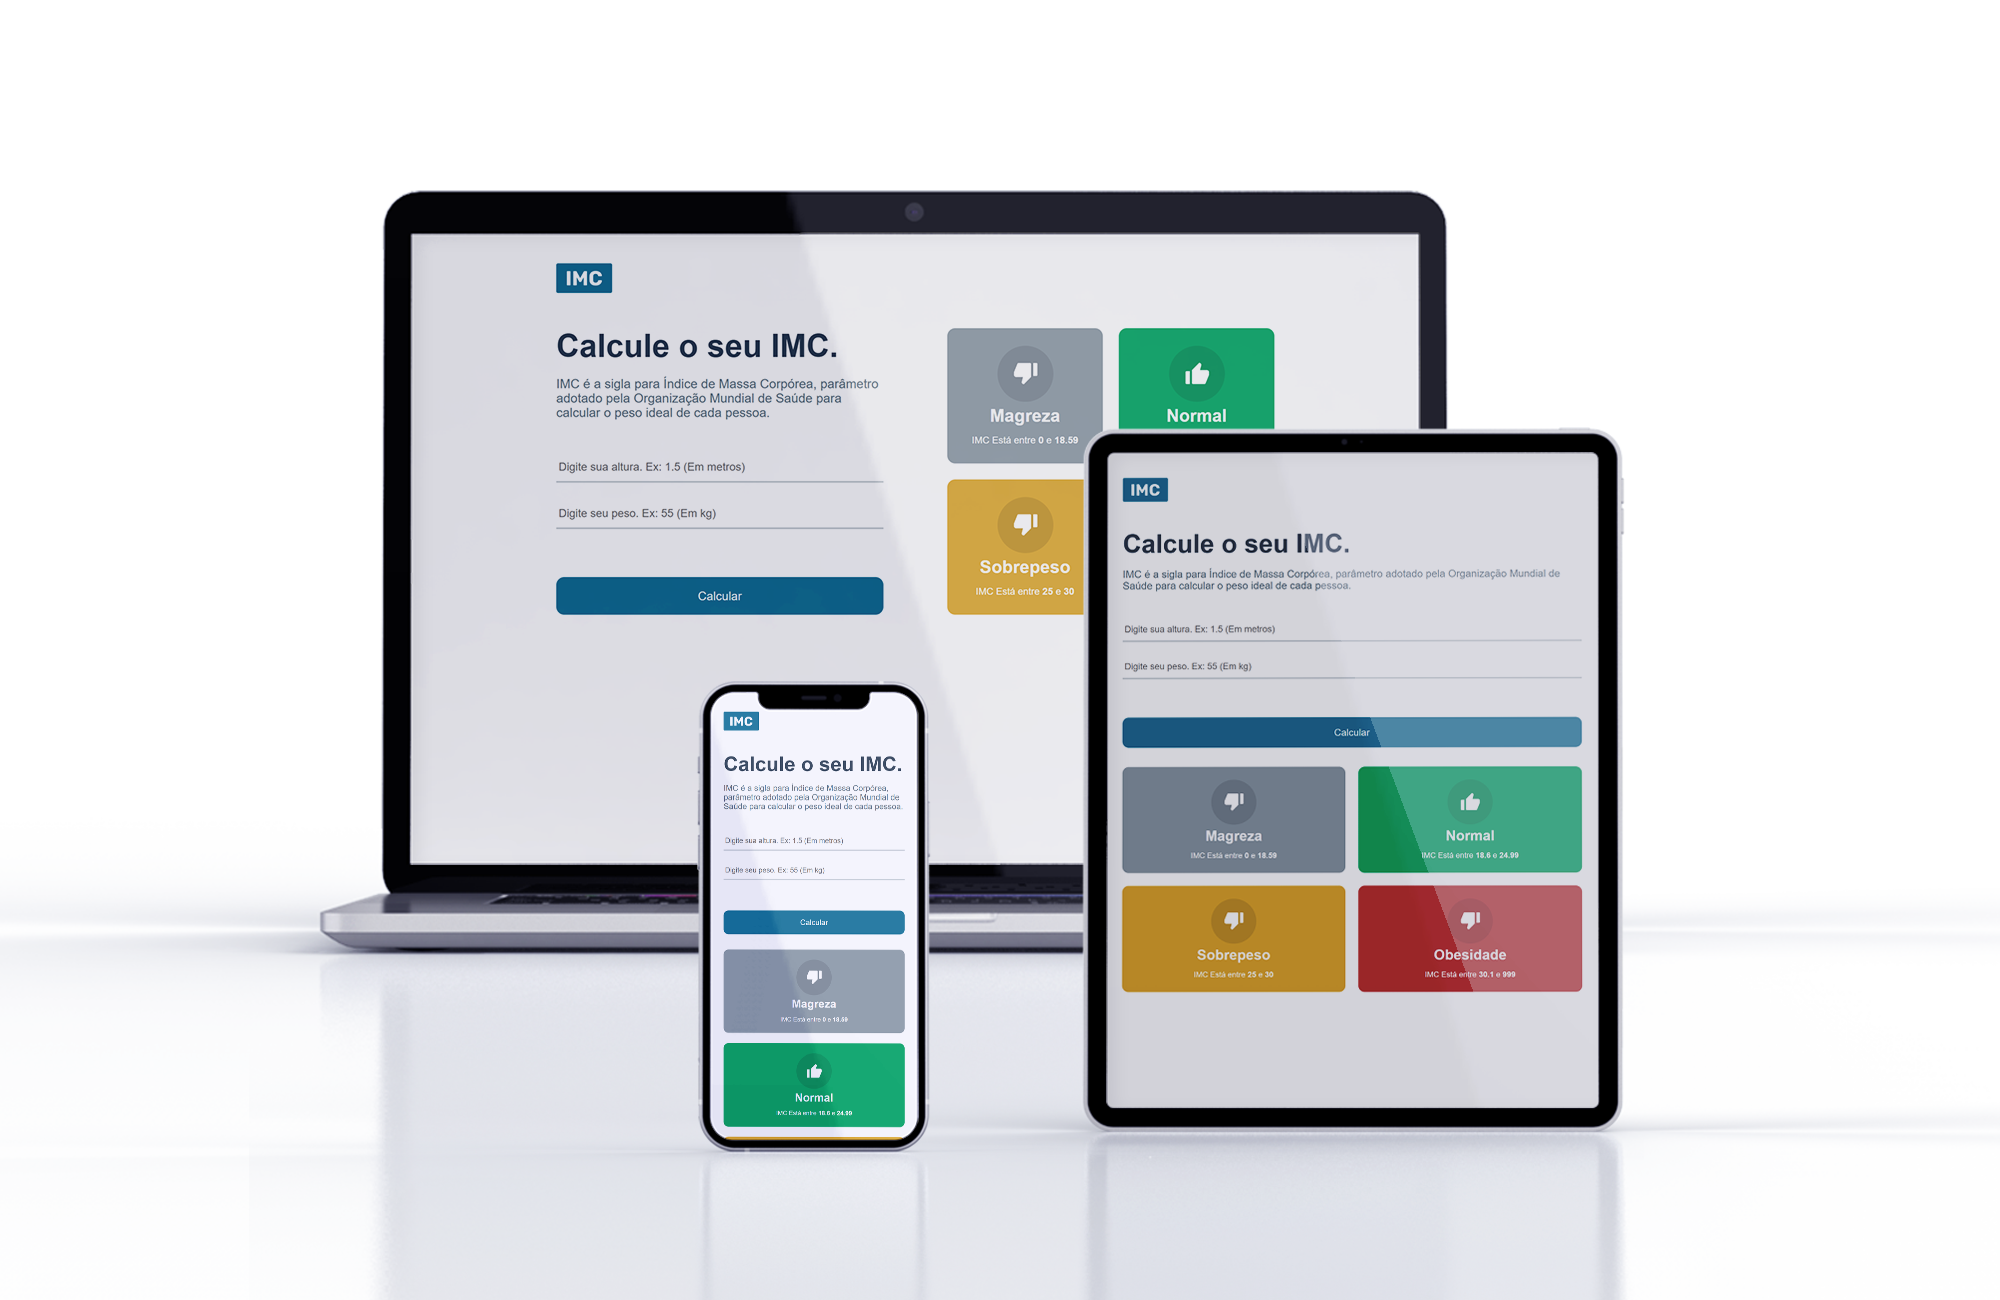 IMC
Calcule o seu IMC.
IMC é a sigla para Índice de Massa Corpórea, parâmetro
adotado pela Organização Mundial de Saúde para
calcular o peso ideal de cada pessoa.
Digite sua altura. Ex: 1.5 (Em metros)
Digite seu peso. Ex: 55 (Em kg)
Calcular
Magreza
IMC Está entre 0 e 18.59
Normal
Sobrepeso
IMC Está entre 25 e 30
IMC
Calcule o seu IMC.
IMC é a sigla para Índice de Massa Corpórea,
parâmetro adotado pela Organização Mundial de
Saúde para calcular o peso ideal de cada pessoa.
Digite sua altura. Ex: 1.5 (Em metros)
Digite seu peso. Ex: 55 (Em kg)
Calcular
Magreza
IMC Está entre 0 e 18.59
Normal
IMC Está entre 18.6 e 24.99
IMC
Calcule o seu IMC.
IMC é a sigla para Índice de Massa Corpórea, parâmetro adotado pela Organização Mundial de
Saúde para calcular o peso ideal de cada pessoa.
Digite sua altura. Ex: 1.5 (Em metros)
Digite seu peso. Ex: 55 (Em kg)
Calcular
Magreza
IMC Está entre 0 e 18.59
Normal
IMC Está entre 18.6 e 24.99
Sobrepeso
IMC Está entre 25 e 30
Obesidade
IMC Está entre 30.1 e 999